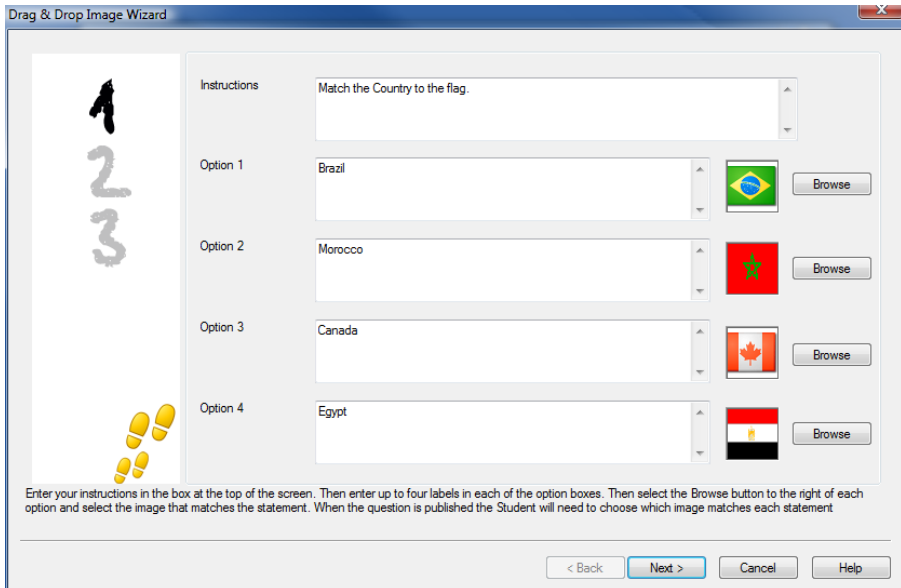 Drag & Drop Image Wizard
1
2
3
Instructions
Match the Country to the flag.
Option 1
Brazil
Browse
Option 2
Morocco
Browse
Option 3
Canada
Browse
Option 4
Egypt
Browse
Enter your instructions in the box at the top of the screen. Then enter up to four labels in each of the option boxes. Then select the Browse button to the right of each
option and select the image that matches the statement. When the question is published the Student will need to choose which image matches each statement
< Back
Next >
Cancel
Help